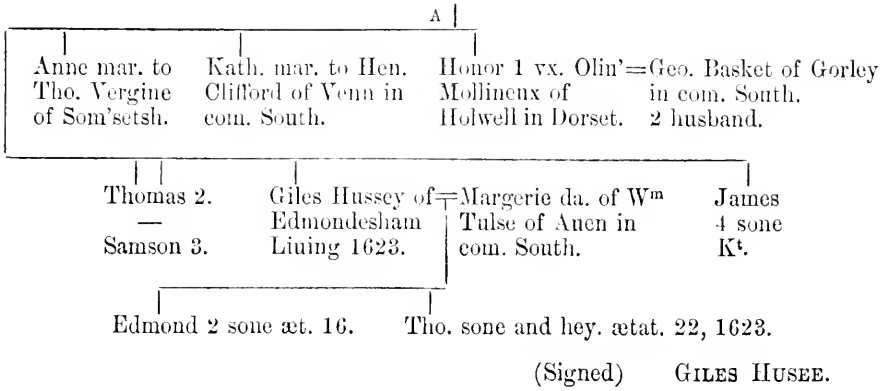 A
Anne mar. to Kath. mar. to Hen. Honor 1 vx. Olin'=Geo. Basket of Gorley
Tho. Vergine Clifford of Venn in Mollineux of in com. South.
of Som'setsh. com. South. Holwell in Dorset. 2 husband.
Thomas 2. Giles Hussey of=Margerie da. of Wᵐ James
— Edmondesham Tulse of Auen in 4 sone
Samson 3. Liuing 1623. com. South. Kᵗ.
Edmond 2 sone æt. 16. Tho. sone and hey. ætat. 22, 1623.
(Signed) GILES HUSEE.